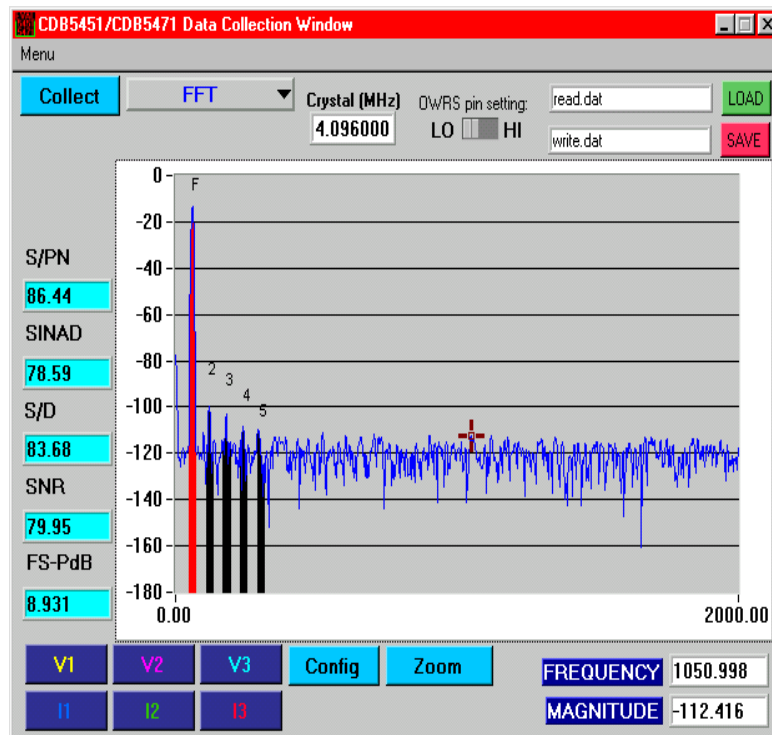 CDB5451/CDB5471 Data Collection Window
Menu
Collect
FFT
Crystal (MHz)
4.096000
OWRS pin setting:
LO HI
read.dat
LOAD
write.dat
SAVE
S/PN
86.44
SINAD
78.59
S/D
83.68
SNR
79.95
FS-PdB
8.931
0
-20
-40
-60
-80
-100
-120
-140
-160
-180
F
2
3
4
5
0.00
2000.00
V1
V2
V3
Config
Zoom
I1
I2
I3
FREQUENCY
1050.998
MAGNITUDE
-112.416